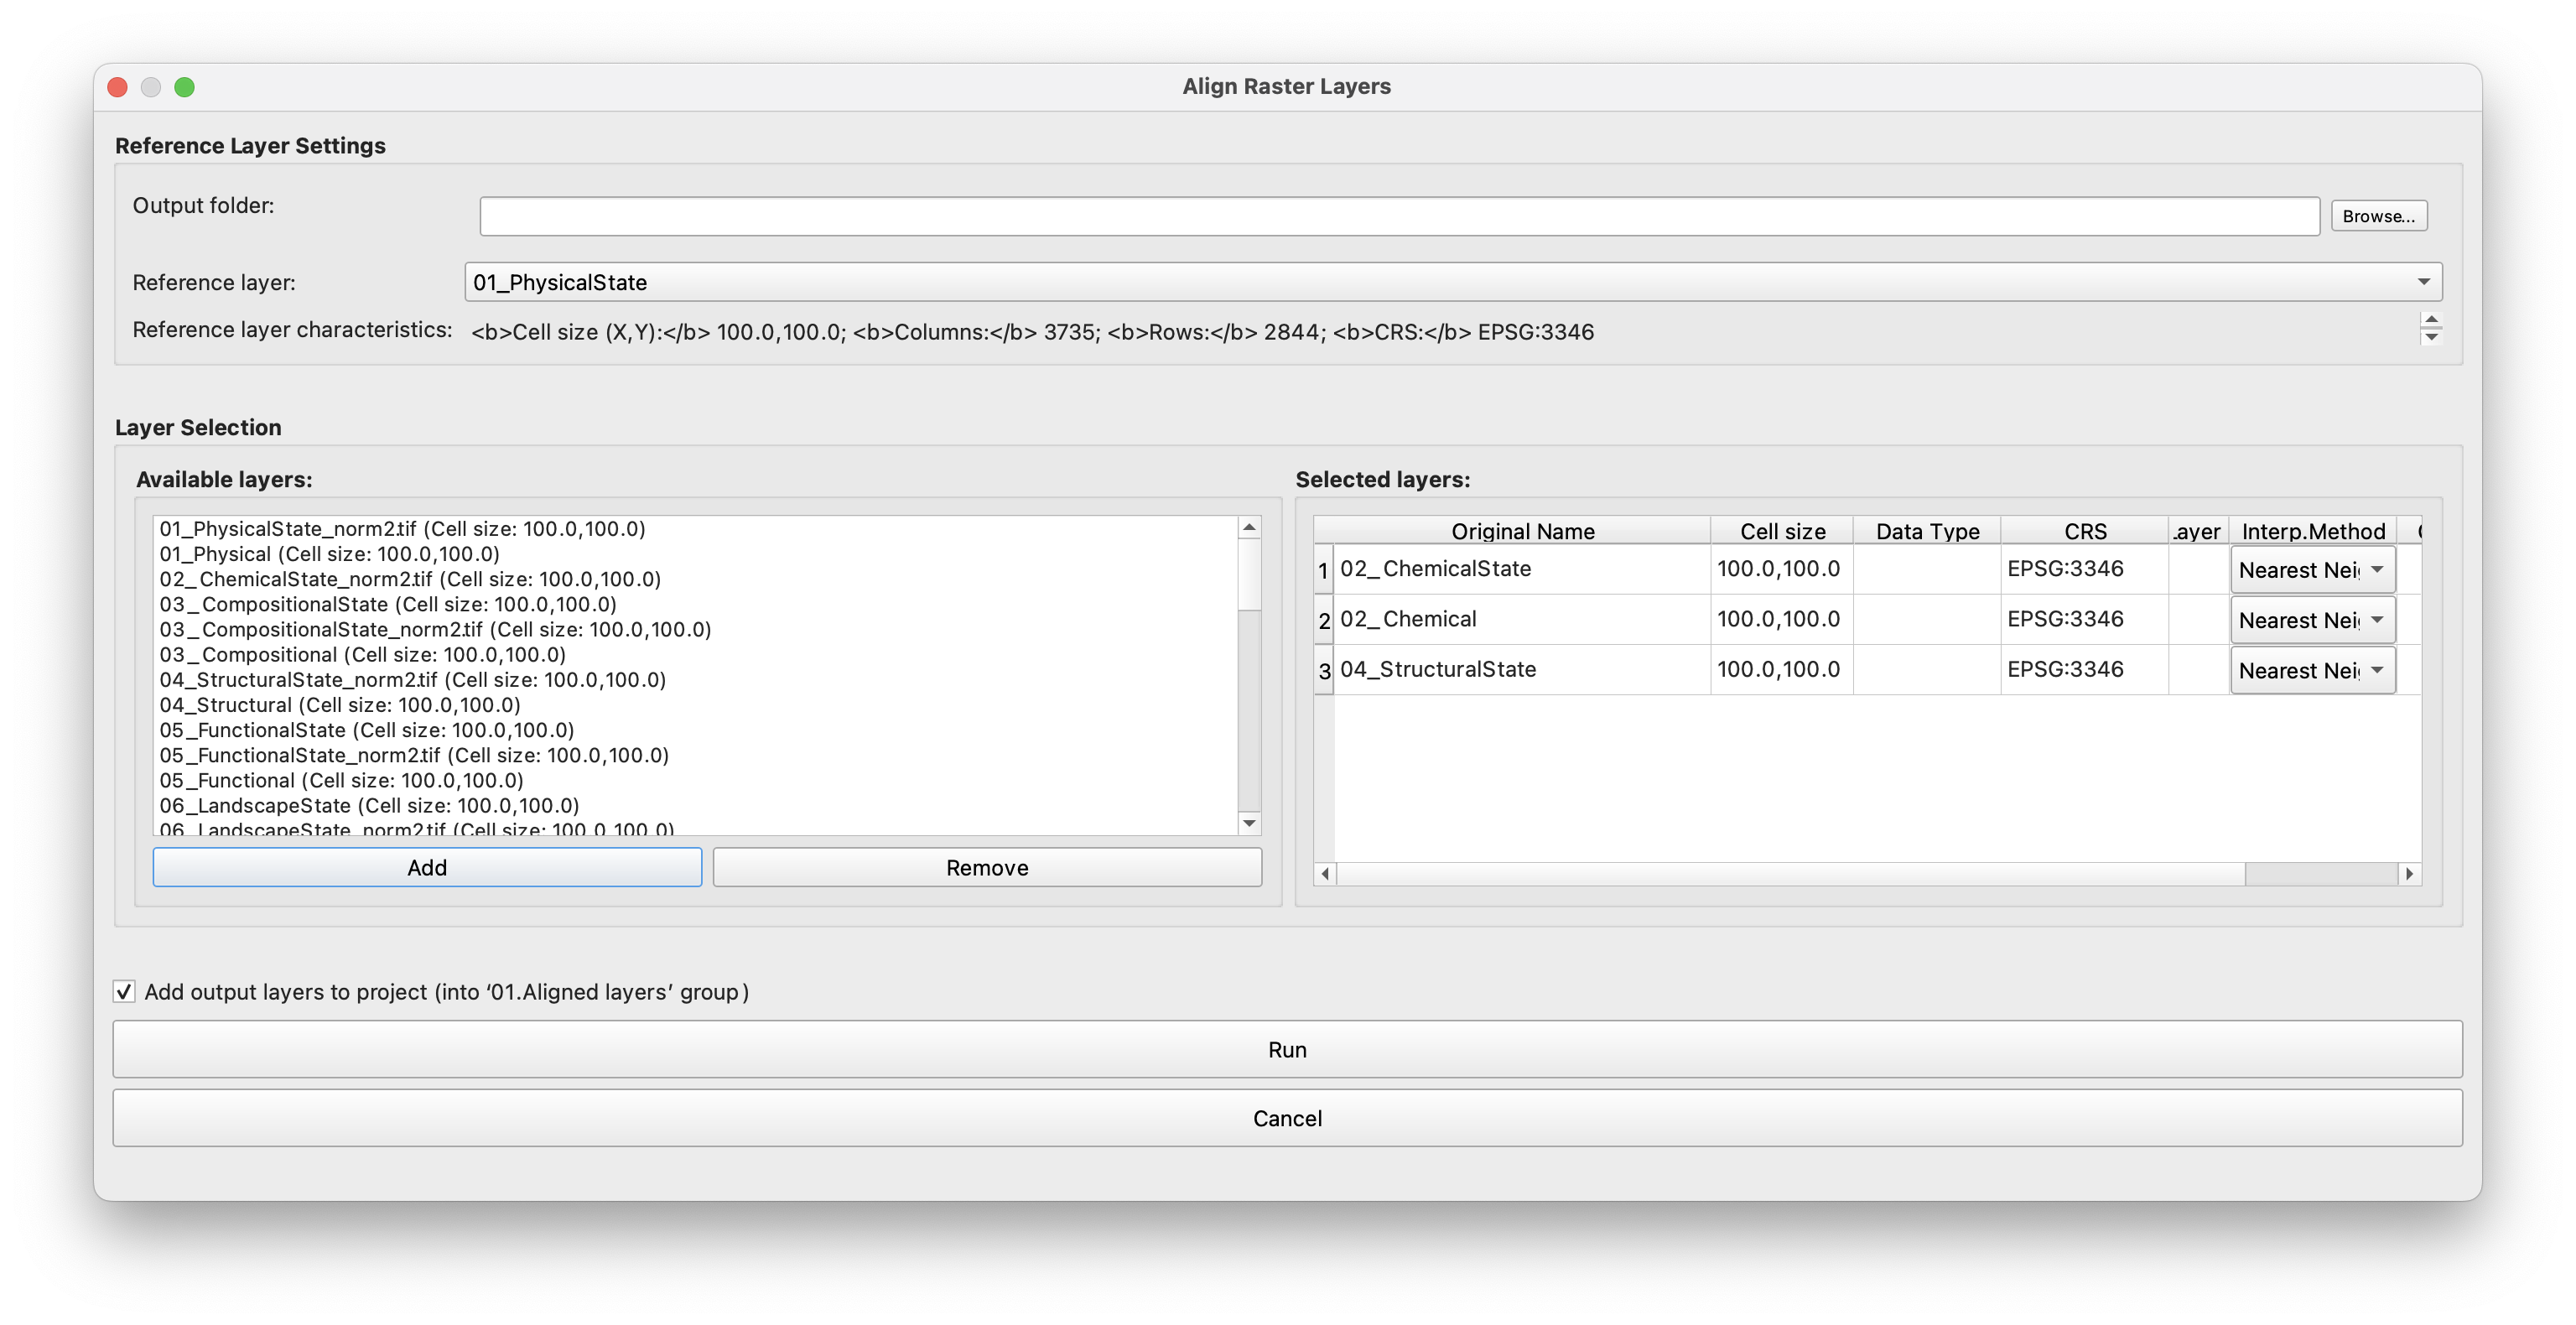 Align Raster Layers
Reference Layer Settings
Output folder:
Browse...
Reference layer: 01_PhysicalState
Reference layer characteristics: <b>Cell size (X,Y):</b> 100.0,100.0; <b>Columns:</b> 3735; <b>Rows:</b> 2844; <b>CRS:</b> EPSG:3346
Layer Selection
Available layers:
01_PhysicalState_norm2.tif (Cell size: 100.0,100.0)
01_Physical (Cell size: 100.0,100.0)
02_ChemicalState_norm2.tif (Cell size: 100.0,100.0)
03_CompositionalState (Cell size: 100.0,100.0)
03_CompositionalState_norm2.tif (Cell size: 100.0,100.0)
03_Compositional (Cell size: 100.0,100.0)
04_StructuralState_norm2.tif (Cell size: 100.0,100.0)
04_Structural (Cell size: 100.0,100.0)
05_FunctionalState (Cell size: 100.0,100.0)
05_FunctionalState_norm2.tif (Cell size: 100.0,100.0)
05_Functional (Cell size: 100.0,100.0)
06_LandscapeState (Cell size: 100.0,100.0)
06_LandscapeState_norm2.tif (Cell size: 100.0,100.0)
Add
Remove
Selected layers:
Original Name Cell size Data Type CRS .ayer Interp.Method
1 02_ChemicalState 100.0,100.0 EPSG:3346 Nearest Nei
2 02_Chemical 100.0,100.0 EPSG:3346 Nearest Nei
3 04_StructuralState 100.0,100.0 EPSG:3346 Nearest Nei
Add output layers to project (into ‘01.Aligned layers’ group)
Run
Cancel